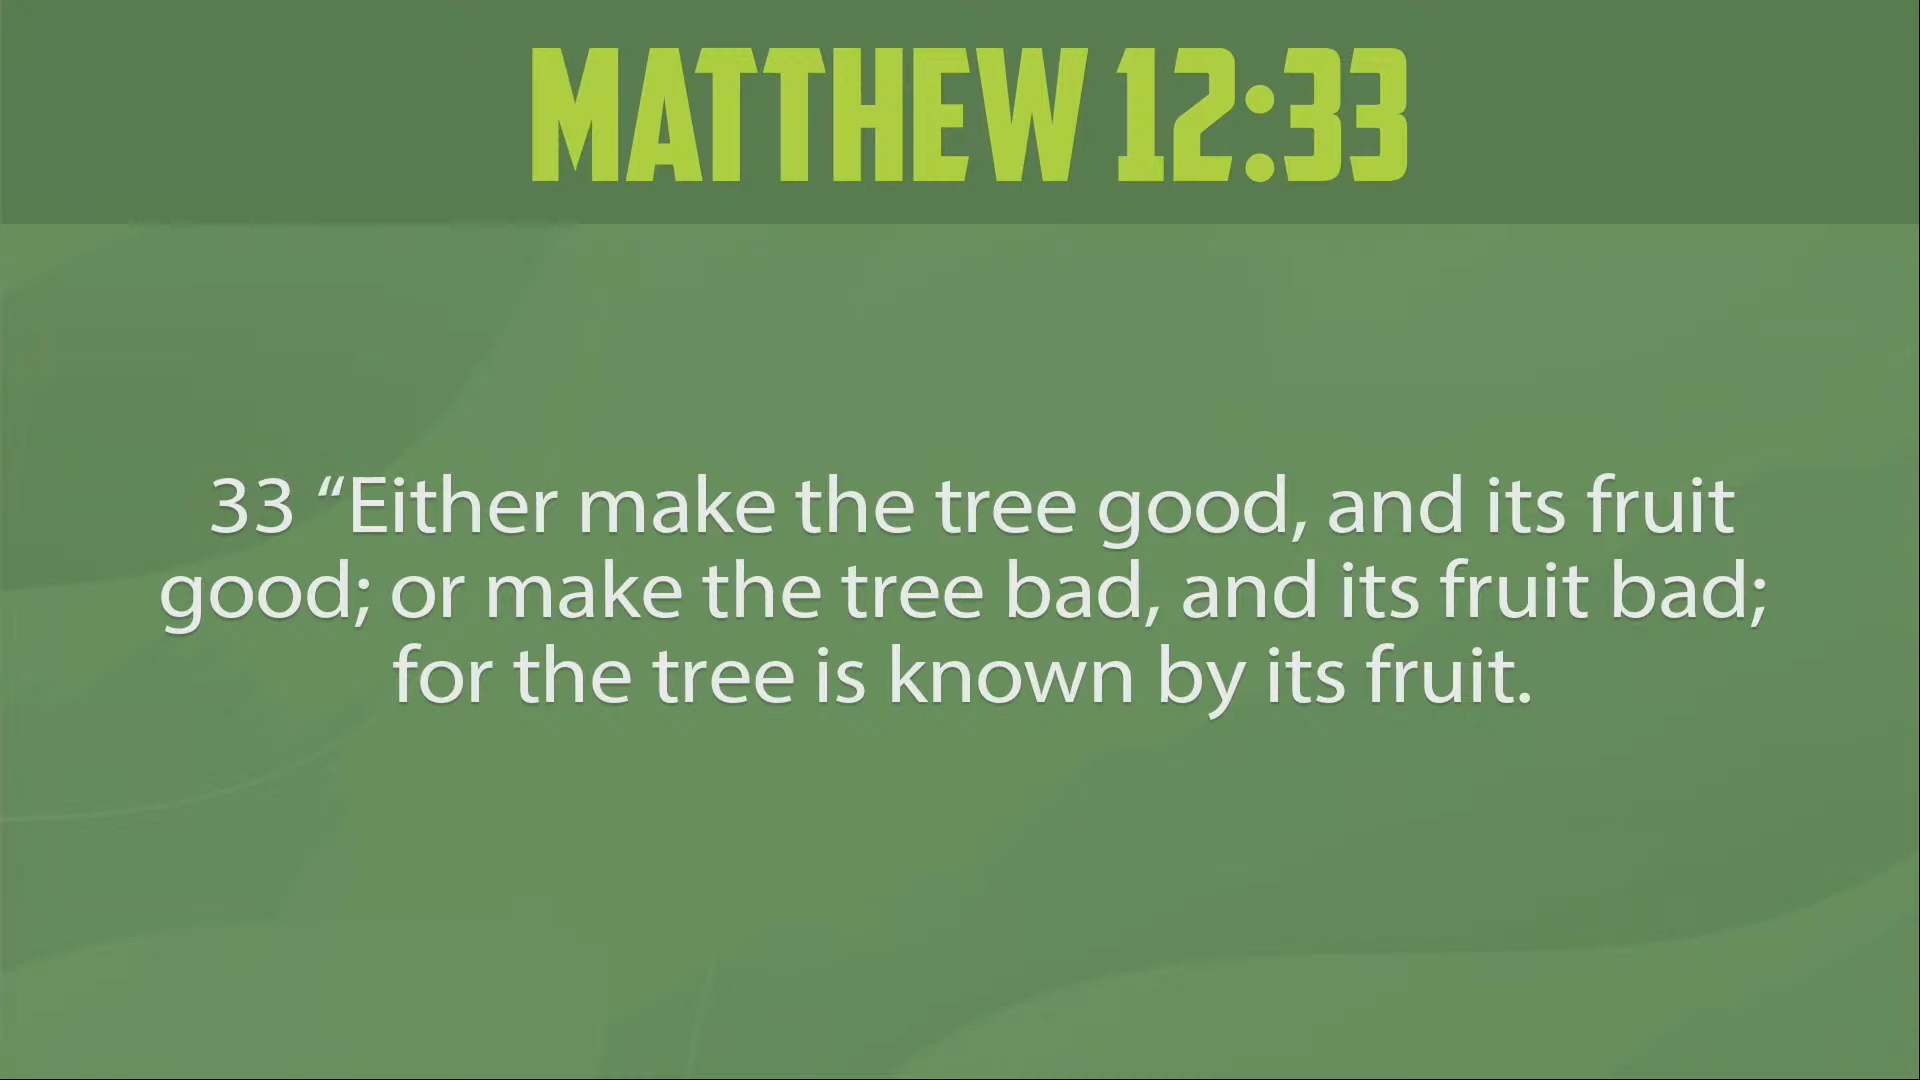 MATTHEW 12:33
33 “Either make the tree good, and its fruit
good; or make the tree bad, and its fruit bad;
for the tree is known by its fruit.